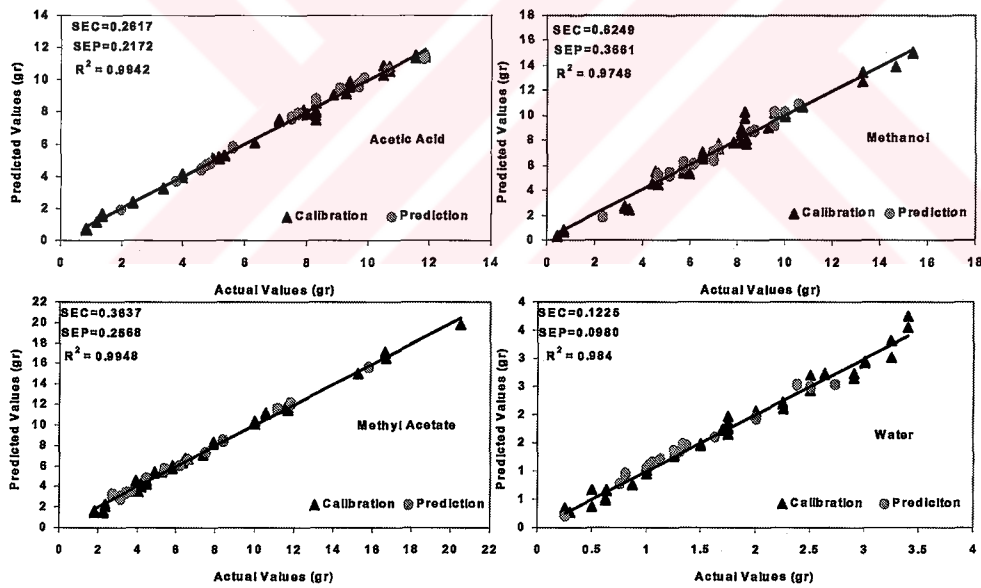 SEC=0.2617
SEP=0.2172
R² = 0.9942
Acetic Acid
Calibration Prediction
Predicted Values (gr)
14
12
10
8
6
4
2
0
0 2 4 6 8 10 12 14
Actual Values (gr)
SEC=0.6249
SEP=0.3661
R² = 0.9748
Methanol
Calibration Prediction
Predicted Values (gr)
18
16
14
12
10
8
6
4
2
0
0 2 4 6 8 10 12 14 16 18
Actual Values (gr)
SEC=0.3637
SEP=0.2568
R² = 0.9948
Methyl Acetate
Calibration Prediction
Predicted Values (gr)
22
20
18
16
14
12
10
8
6
4
2
0
0 2 4 6 8 10 12 14 16 18 20 22
Actual Values (gr)
SEC=0.1225
SEP=0.0980
R² = 0.984
Water
Calibration Prediciton
Predicted Values (gr)
4
4
3
3
2
2
1
1
0
0 0.5 1 1.5 2 2.5 3 3.5 4
Actual Values (gr)